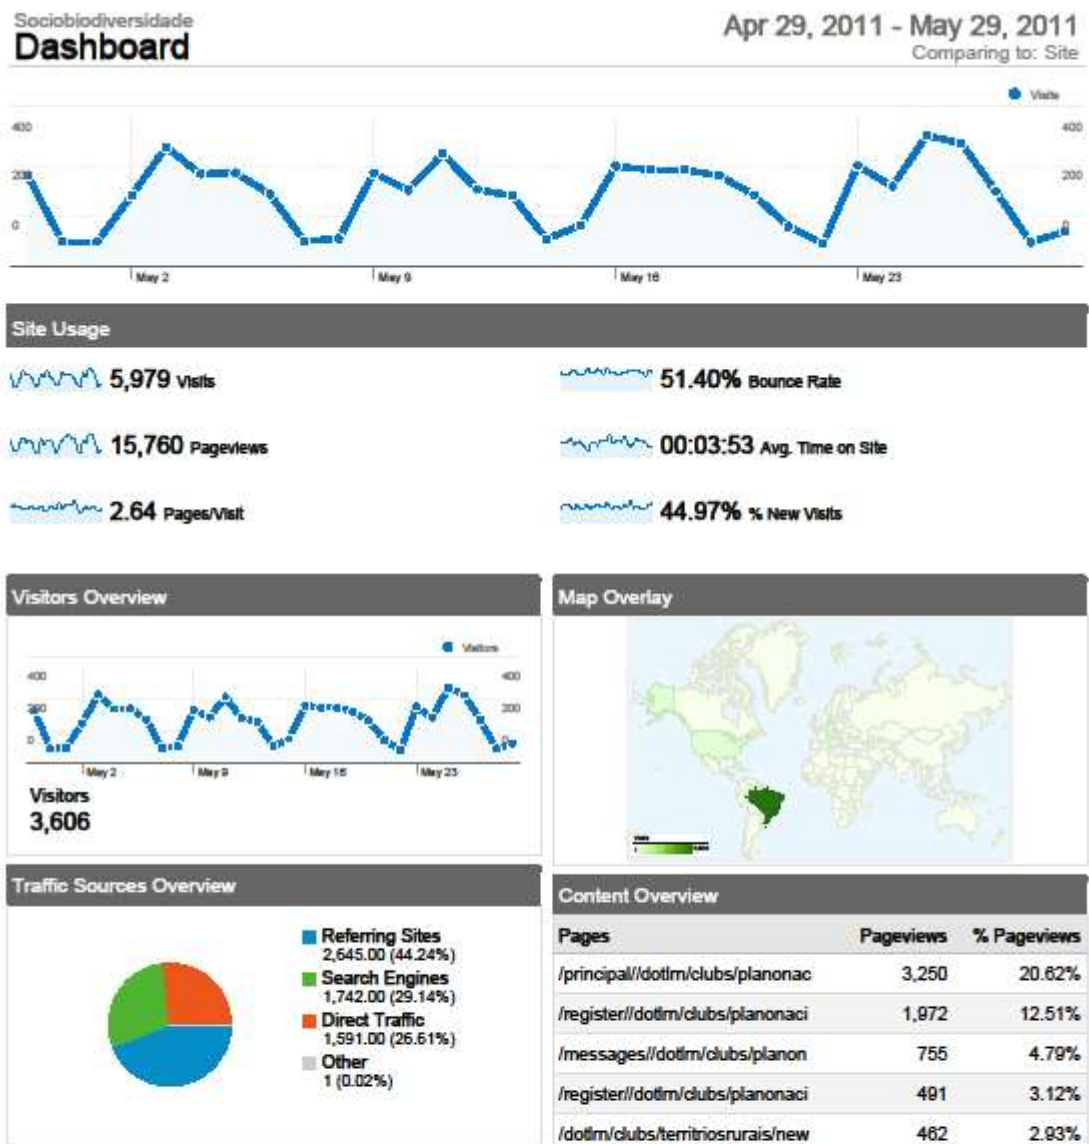 Sociobiodiversidade
Dashboard
Apr 29, 2011 - May 29, 2011
Comparing to: Site
Visits
400
400
200
200
0
0
May 2
May 9
May 16
May 23
Site Usage
5,979 Visits
51.40% Bounce Rate
15,760 Pageviews
00:03:53 Avg. Time on Site
2.64 Pages/Visit
44.97% % New Visits
Visitors Overview
Visitors
400
400
200
200
0
0
May 2
May 9
May 16
May 23
Visitors
3,606
Map Overlay
Traffic Sources Overview
Referring Sites
2,645.00 (44.24%)
Search Engines
1,742.00 (29.14%)
Direct Traffic
1,591.00 (26.61%)
Other
1 (0.02%)
Content Overview
Pages Pageviews % Pageviews
/principal//dotlrn/clubs/planonac 3,250 20.62%
/register//dotlrn/clubs/planonaci 1,972 12.51%
/messages//dotlrn/clubs/planon 755 4.79%
/register//dotlrn/clubs/planonaci 491 3.12%
/dotlrn/clubs/territriosrurais/new 462 2.93%